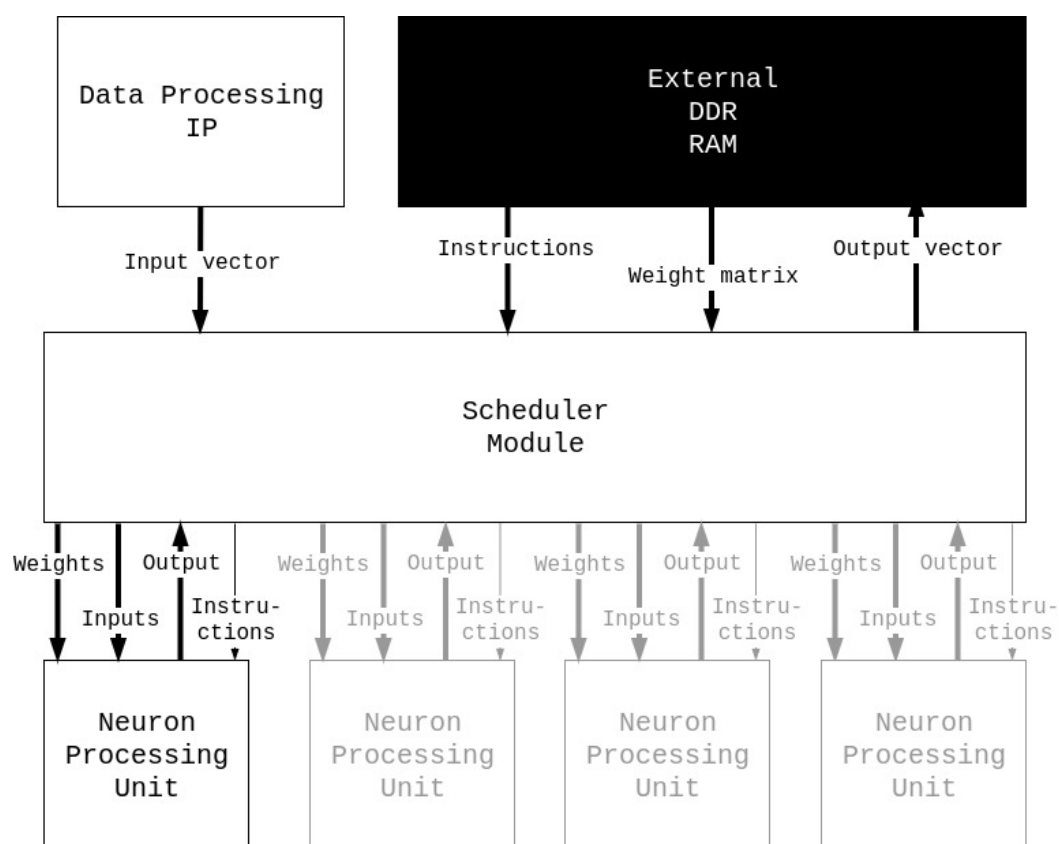 Data Processing
IP
External
DDR
RAM
Input vector
Instructions
Weight matrix
Output vector
Scheduler
Module
Weights
Inputs
Output
Instru-
ctions
Weights
Inputs
Output
Instru-
ctions
Weights
Inputs
Output
Instru-
ctions
Weights
Inputs
Output
Instru-
ctions
Neuron
Processing
Unit
Neuron
Processing
Unit
Neuron
Processing
Unit
Neuron
Processing
Unit